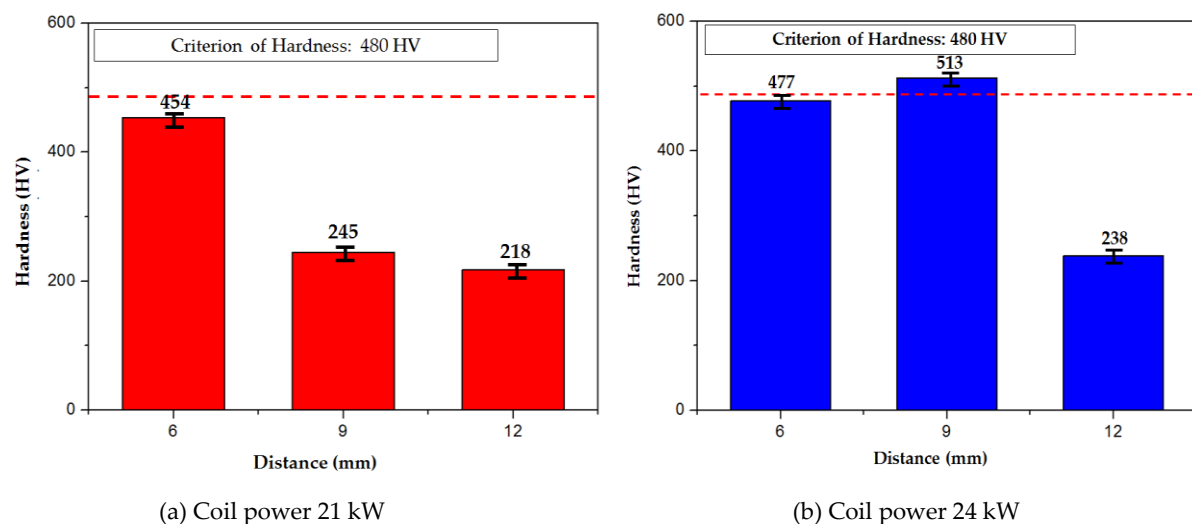 600
Criterion of Hardness: 480 HV
454
400
245
218
200
0
6
9
12
Hardness (HV)
Distance (mm)
(a) Coil power 21 kW
600
Criterion of Hardness: 480 HV
513
477
400
238
200
0
6
9
12
Hardness (HV)
Distance (mm)
(b) Coil power 24 kW